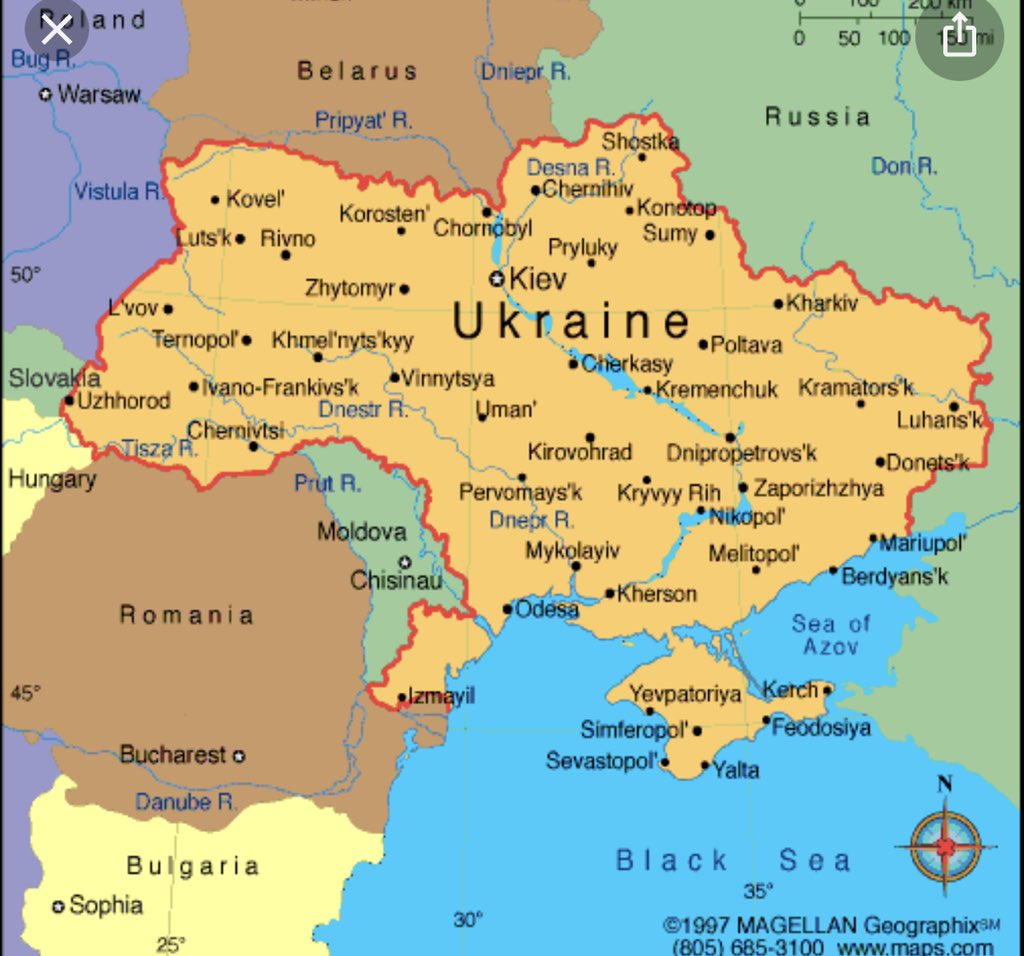 Poland
0 100 200 km
0 50 100 150 mi
Bug R.
Belarus
Dniepr R.
Warsaw
Pripyat' R.
Russia
Shostka
Desna R.
Don R.
Vistula R.
Kovel'
Chernihiv
Korosten'
Konotop
Chornobyl
Luts'k
Rivno
Sumy
Pryluky
50°
Kiev
Zhytomyr
L'vov
Kharkiv
Ukraine
Ternopol'
Khmel'nyts'kyy
Poltava
Cherkasy
Slovakia
Ivano-Frankivs'k
Vinnytsya
Kremenchuk
Kramators'k
Uzhhorod
Dnestr R.
Uman'
Luhans'k
Chernivtsi
Tisza R.
Kirovohrad
Dnipropetrovs'k
Donets'k
Hungary
Prut R.
Pervomays'k
Kryvyy Rih
Zaporizhzhya
Dnepr R.
Nikopol'
Moldova
Mykolayiv
Melitopol'
Mariupol'
Chisinau
Berdyans'k
Kherson
Odesa
Romania
Sea of
Azov
45°
Izmayil
Yevpatoriya
Kerch
Simferopol'
Feodosiya
Bucharest
Sevastopol'
Yalta
N
Danube R.
Bulgaria
Black Sea
Sophia
35°
30°
25°
©1997 MAGELLAN Geographix℠
(805) 685-3100 www.maps.com